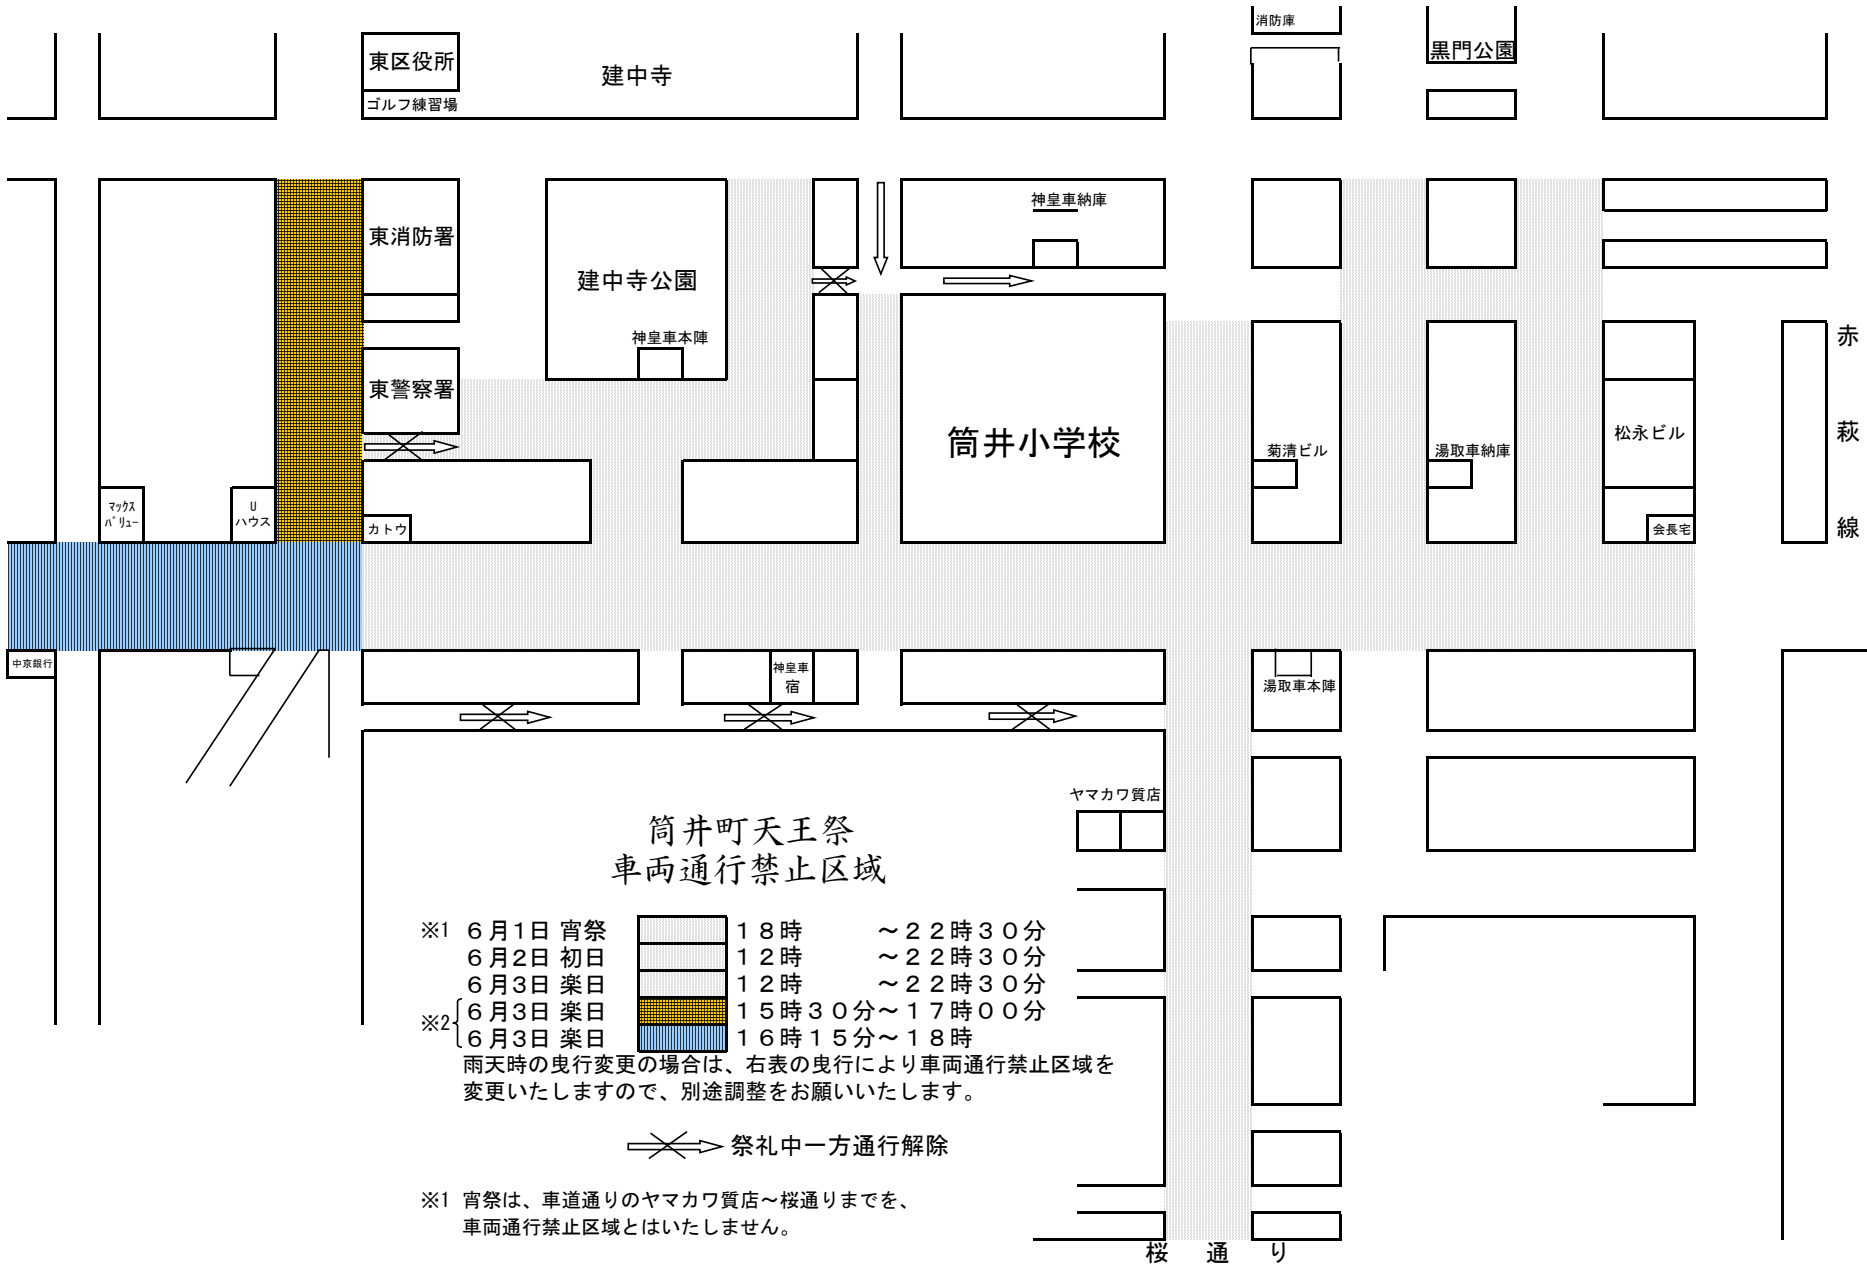 消防庫
黒門公園
東区役所
建中寺
ゴルフ練習場
神皇車納庫
東消防署
建中寺公園
神皇車本陣
赤
東警察署
筒井小学校
菊清ビル
湯取車納庫
松永ビル
萩
マックス
バリュー
U
ハウス
カトウ
会長宅
線
中京銀行
神皇車
宿
湯取車本陣
ヤマカワ質店
筒井町天王祭
車両通行禁止区域
※1 6月1日 宵祭 18時 ～22時30分
6月2日 初日 12時 ～22時30分
6月3日 楽日 12時 ～22時30分
※2 6月3日 楽日 15時30分～17時00分
6月3日 楽日 16時15分～18時
雨天時の曳行変更の場合は、右表の曳行により車両通行禁止区域を
変更いたしますので、別途調整をお願いいたします。
祭礼中一方通行解除
※1 宵祭は、車道通りのヤマカワ質店～桜通りまでを、
車両通行禁止区域とはいたしません。
桜通り